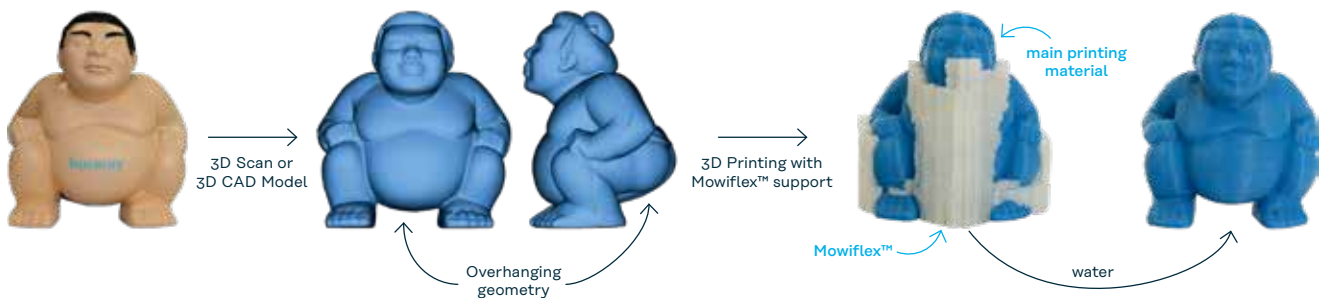 3D Scan or
3D CAD Model
Overhanging
geometry
3D Printing with
Mowiflex™ support
main printing
material
Mowiflex™
water